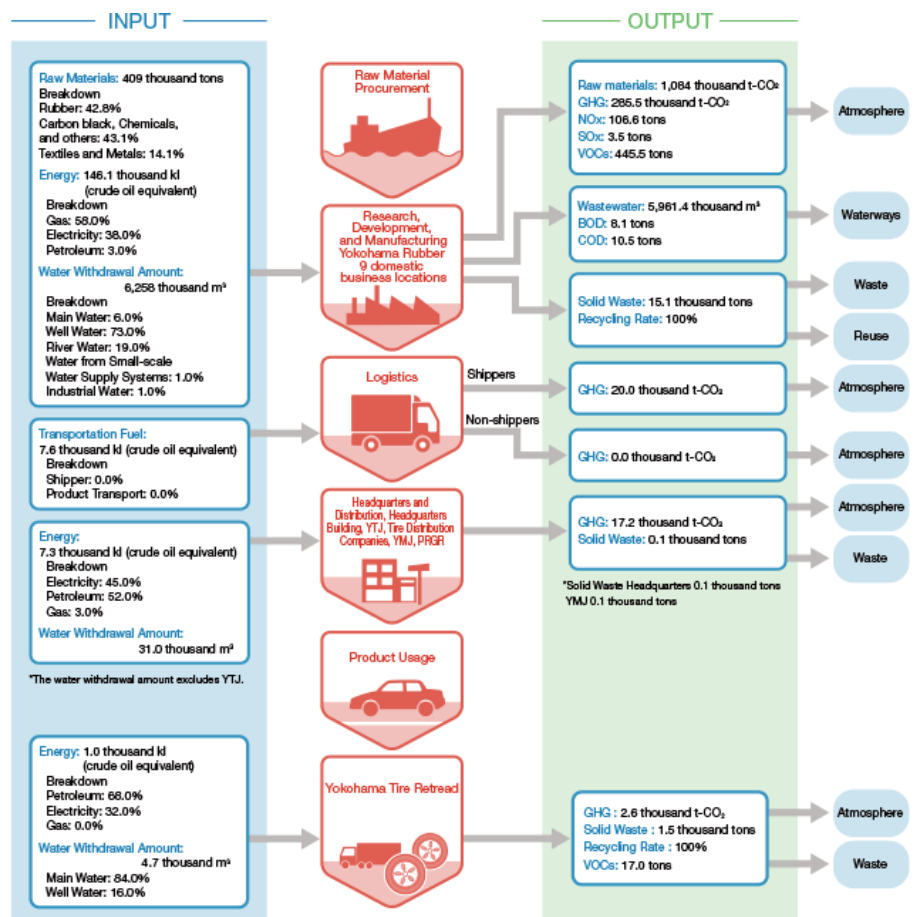 INPUT
OUTPUT
Raw Materials: 409 thousand tons
Breakdown
Rubber: 42.8%
Carbon black, Chemicals,
and others: 43.1%
Textiles and Metals: 14.1%
Energy: 146.1 thousand kl
(crude oil equivalent)
Breakdown
Gas: 58.0%
Electricity: 38.0%
Petroleum: 3.0%
Water Withdrawal Amount:
6,258 thousand m³
Breakdown
Main Water: 6.0%
Well Water: 73.0%
River Water: 19.0%
Water from Small-scale
Water Supply Systems: 1.0%
Industrial Water: 1.0%
Transportation Fuel:
7.6 thousand kl (crude oil equivalent)
Breakdown
Shipper: 0.0%
Product Transport: 0.0%
Energy:
7.3 thousand kl (crude oil equivalent)
Breakdown
Electricity: 45.0%
Petroleum: 52.0%
Gas: 3.0%
Water Withdrawal Amount:
31.0 thousand m³
*The water withdrawal amount excludes YTJ.
Energy: 1.0 thousand kl
(crude oil equivalent)
Breakdown
Petroleum: 68.0%
Electricity: 32.0%
Gas: 0.0%
Water Withdrawal Amount:
4.7 thousand m³
Main Water: 84.0%
Well Water: 16.0%
Raw Material
Procurement
Research,
Development,
and Manufacturing
Yokohama Rubber
9 domestic
business locations
Logistics
Shippers
Non-shippers
Headquarters and
Distribution, Headquarters
Building, YTJ, Tire Distribution
Companies, YMJ, PRGR
Product Usage
Yokohama Tire Retread
Raw materials: 1,084 thousand t-CO₂
GHG: 285.5 thousand t-CO₂
NOx: 106.6 tons
SOx: 3.5 tons
VOCs: 445.5 tons
Atmosphere
Wastewater: 5,961.4 thousand m³
BOD: 8.1 tons
COD: 10.5 tons
Waterways
Solid Waste: 15.1 thousand tons
Recycling Rate: 100%
Waste
Reuse
GHG: 20.0 thousand t-CO₂
Atmosphere
GHG: 0.0 thousand t-CO₂
Atmosphere
GHG: 17.2 thousand t-CO₂
Solid Waste: 0.1 thousand tons
Atmosphere
Waste
*Solid Waste Headquarters 0.1 thousand tons
YMJ 0.1 thousand tons
GHG : 2.6 thousand t-CO₂
Solid Waste : 1.5 thousand tons
Recycling Rate : 100%
VOCs: 17.0 tons
Atmosphere
Waste